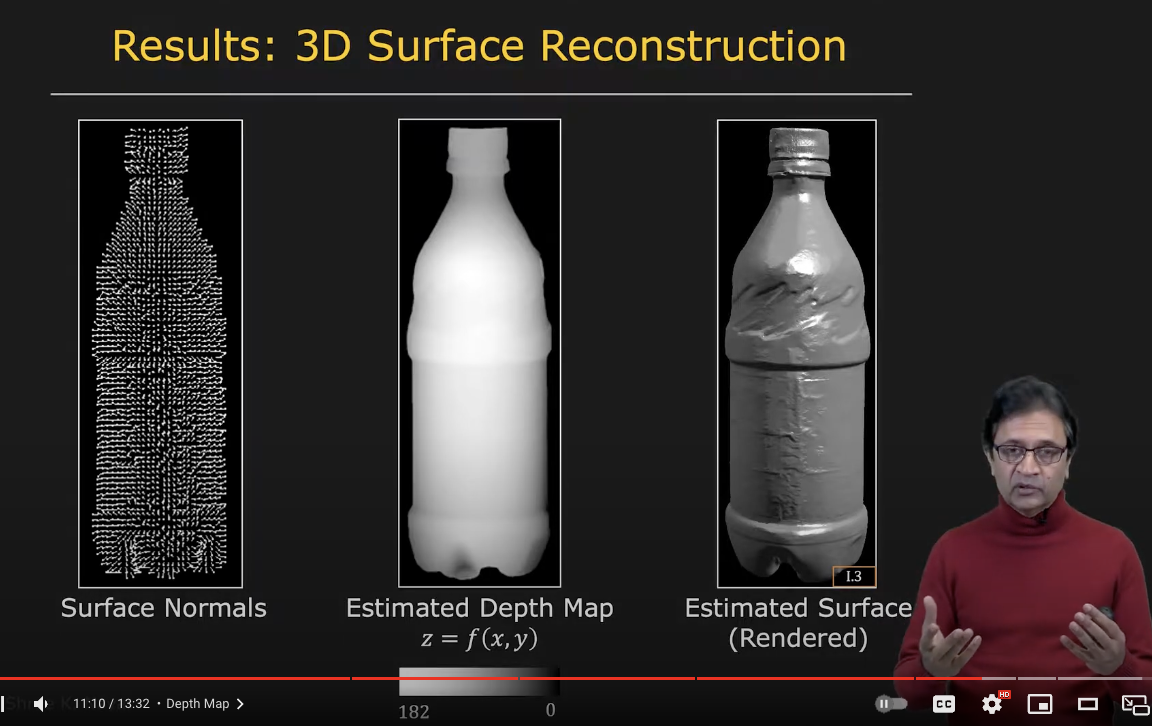 Results: 3D Surface Reconstruction
I.3
Surface Normals
Estimated Depth Map
z = f(x, y)
Estimated Surface
(Rendered)
182
0
11:10 / 13:32 • Depth Map
CC
HD